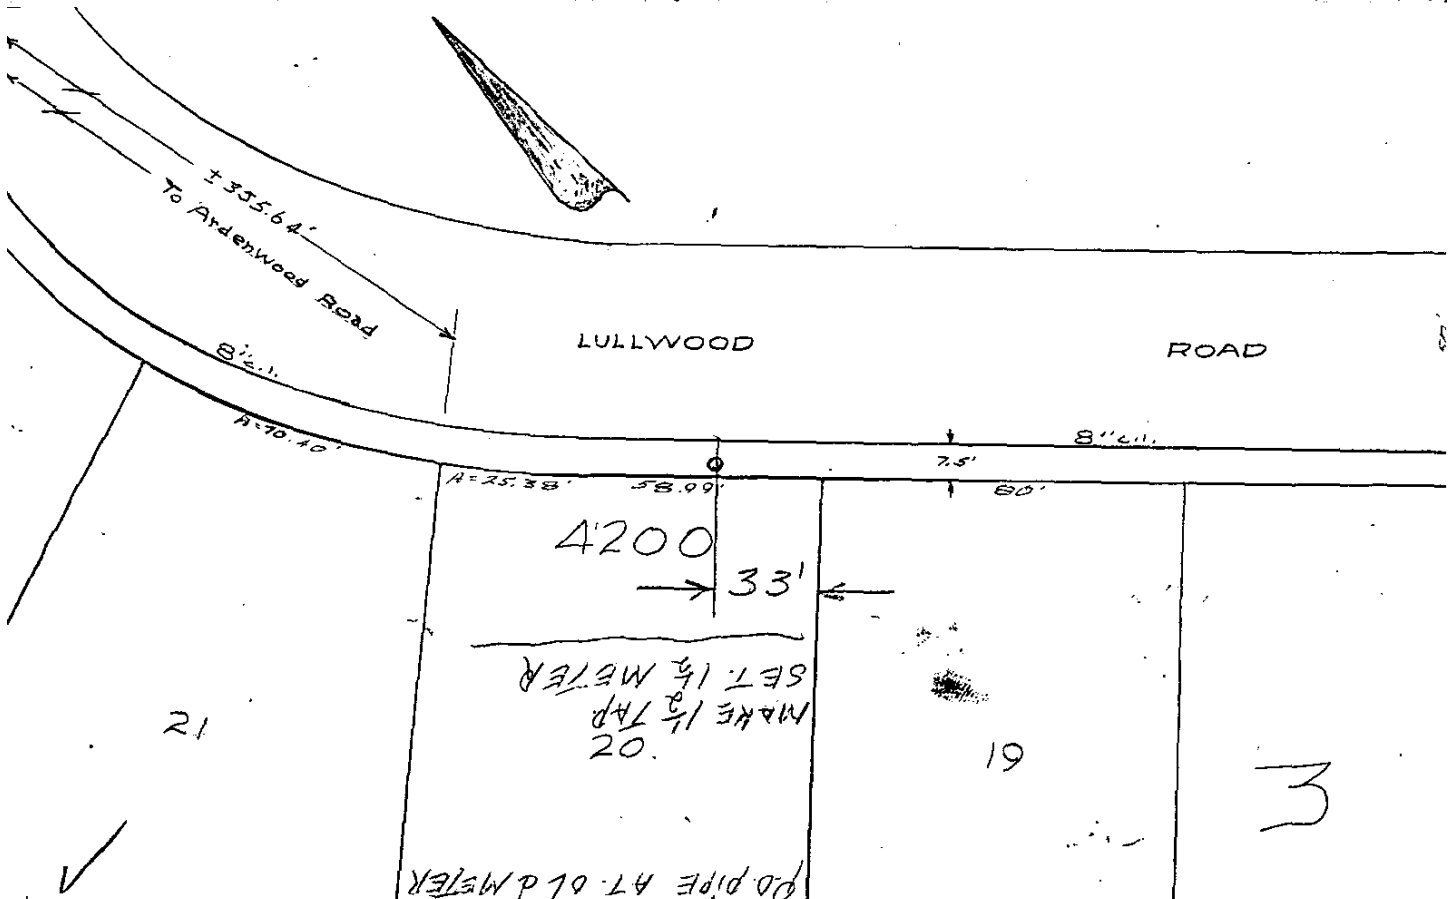 ± 355.64'
To Ardenwood Road
LULLWOOD ROAD
8" c.i.
A=70.40'
8" c.i.
7.5'
A=25.38' 58.99' 80'
4200
33'
MAKE 1½ TAP
SET. 1½ METER
21
20.
19
3
P.O. PIPE AT. OLD METER